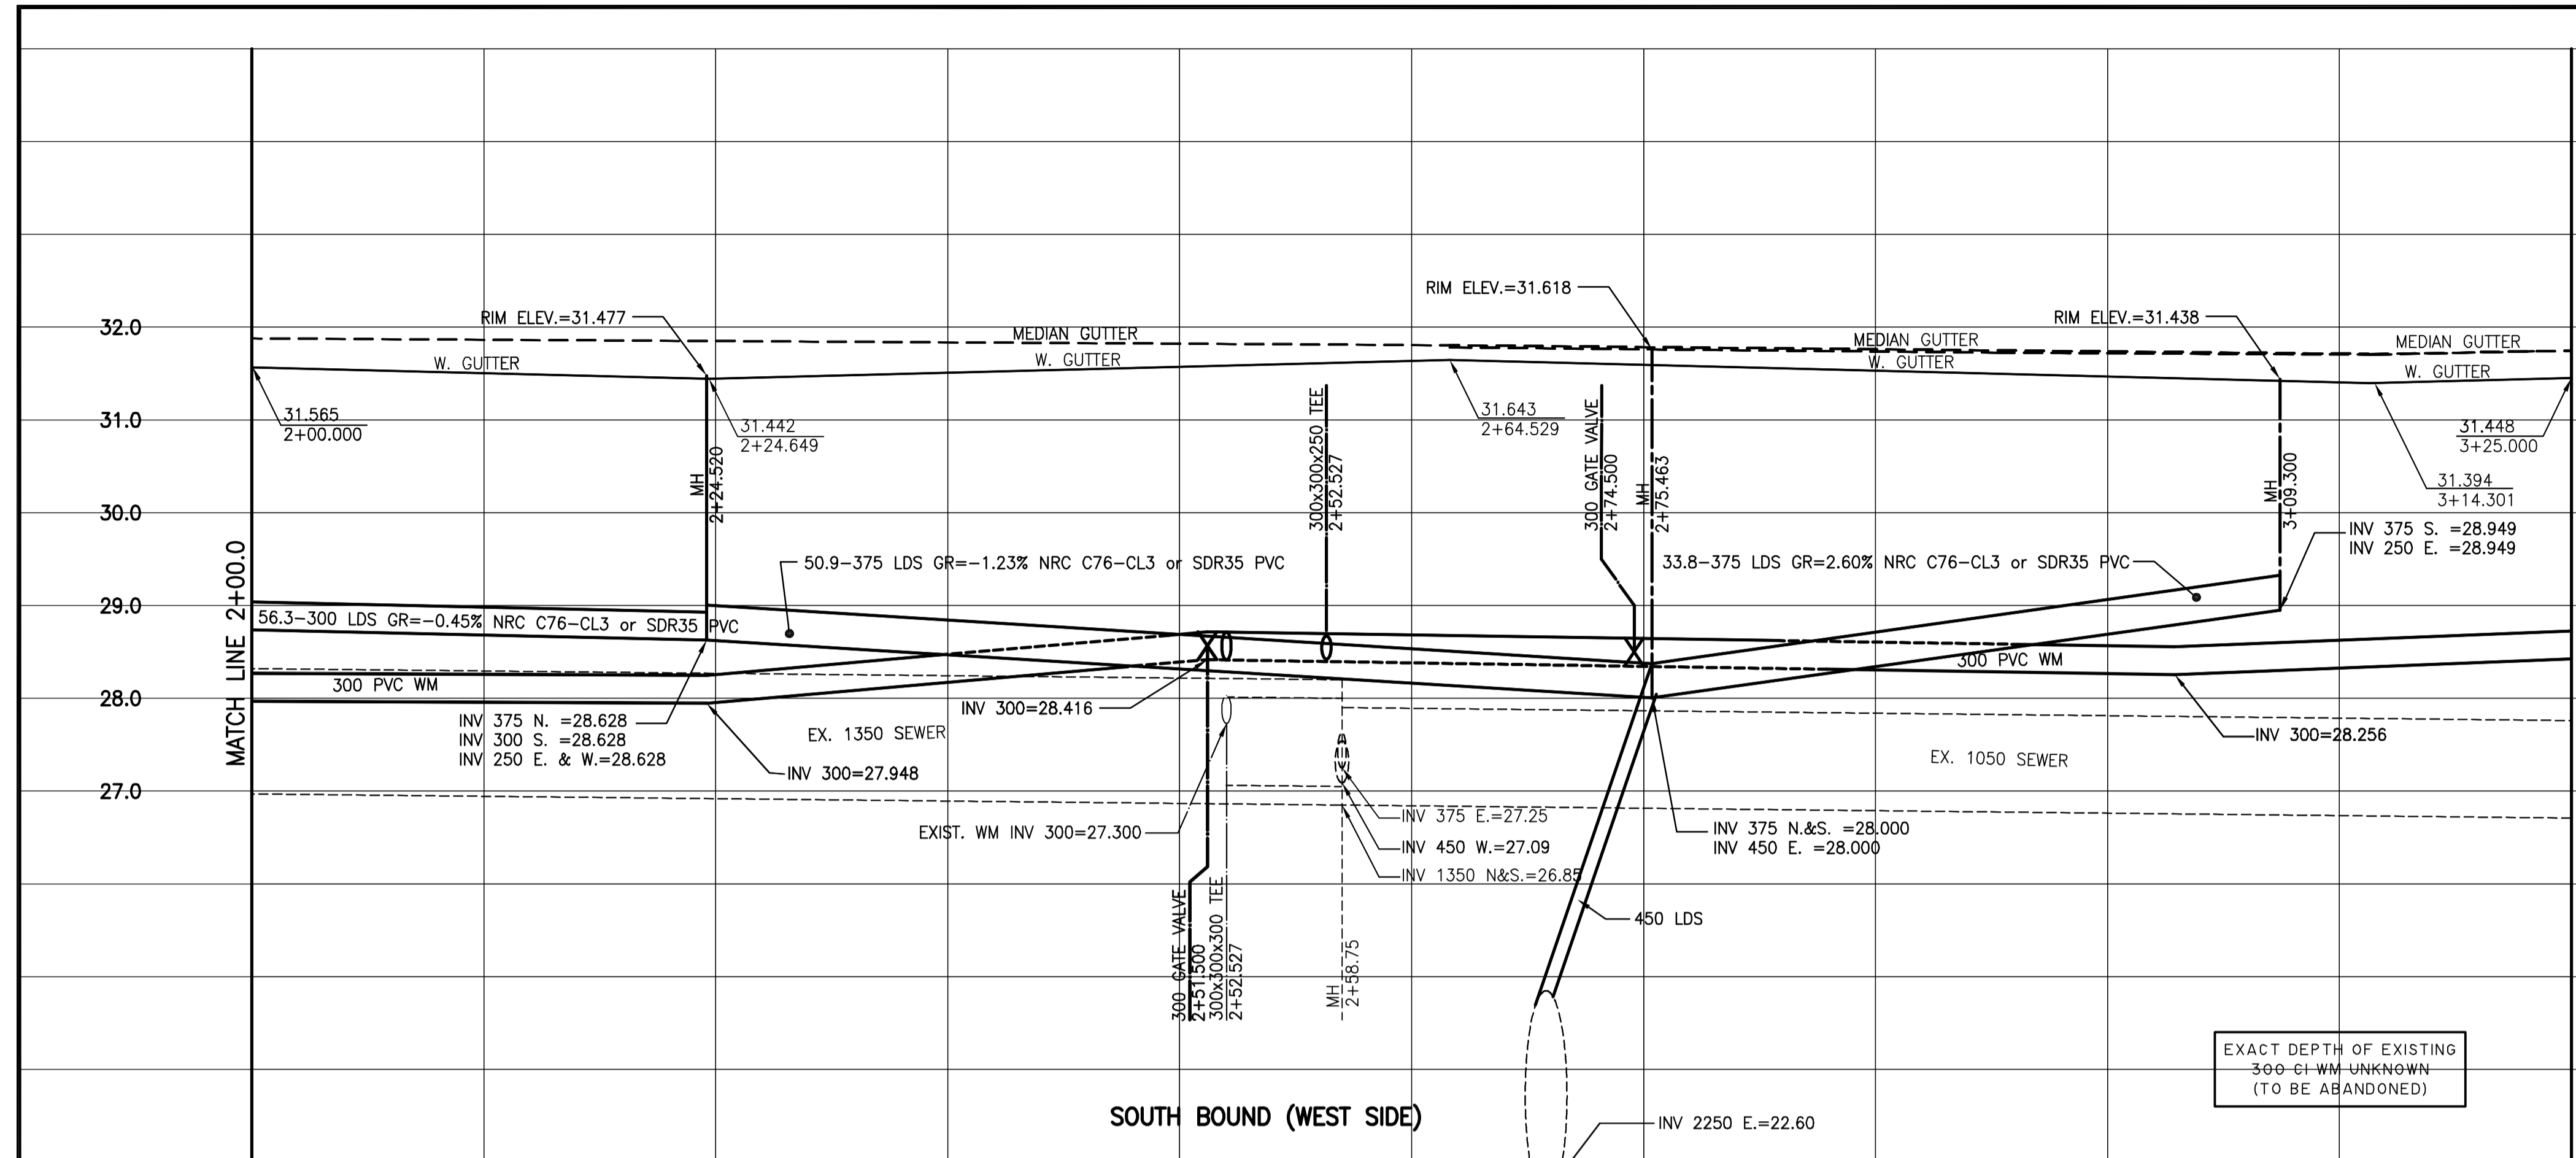 RIM ELEV.=31.618
RIM ELEV.=31.477
RIM ELEV.=31.438
32.0
MEDIAN GUTTER
MEDIAN GUTTER
MEDIAN GUTTER
W. GUTTER
W. GUTTER
W. GUTTER
W. GUTTER
31.565
2+00.000
31.442
2+24.649
31.643
2+64.529
31.448
3+25.000
31.394
3+14.301
31.0
30.0
29.0
28.0
27.0
MATCH LINE 2+00.0
MH
2+24.520
300x300x250 TEE
2+52.527
300 GATE VALVE
2+74.500
MH
2+75.463
MH
3+09.300
INV 375 S. =28.949
INV 250 E. =28.949
50.9-375 LDS GR=-1.23% NRC C76-CL3 or SDR35 PVC
33.8-375 LDS GR=2.60% NRC C76-CL3 or SDR35 PVC
56.3-300 LDS GR=-0.45% NRC C76-CL3 or SDR35 PVC
300 PVC WM
300 PVC WM
INV 375 N. =28.628
INV 300 S. =28.628
INV 250 E. & W.=28.628
INV 300=28.416
EX. 1350 SEWER
INV 300=27.948
INV 300=28.256
EX. 1050 SEWER
EXIST. WM INV 300=27.300
INV 375 E.=27.25
INV 450 W.=27.09
INV 1350 N&S.=26.85
INV 375 N.&S. =28.000
INV 450 E. =28.000
450 LDS
300 GATE VALVE
2+51.500
300x300x300 TEE
2+52.527
MH
2+58.75
EXACT DEPTH OF EXISTING
300 CI WM UNKNOWN
(TO BE ABANDONED)
SOUTH BOUND (WEST SIDE)
INV 2250 E.=22.60